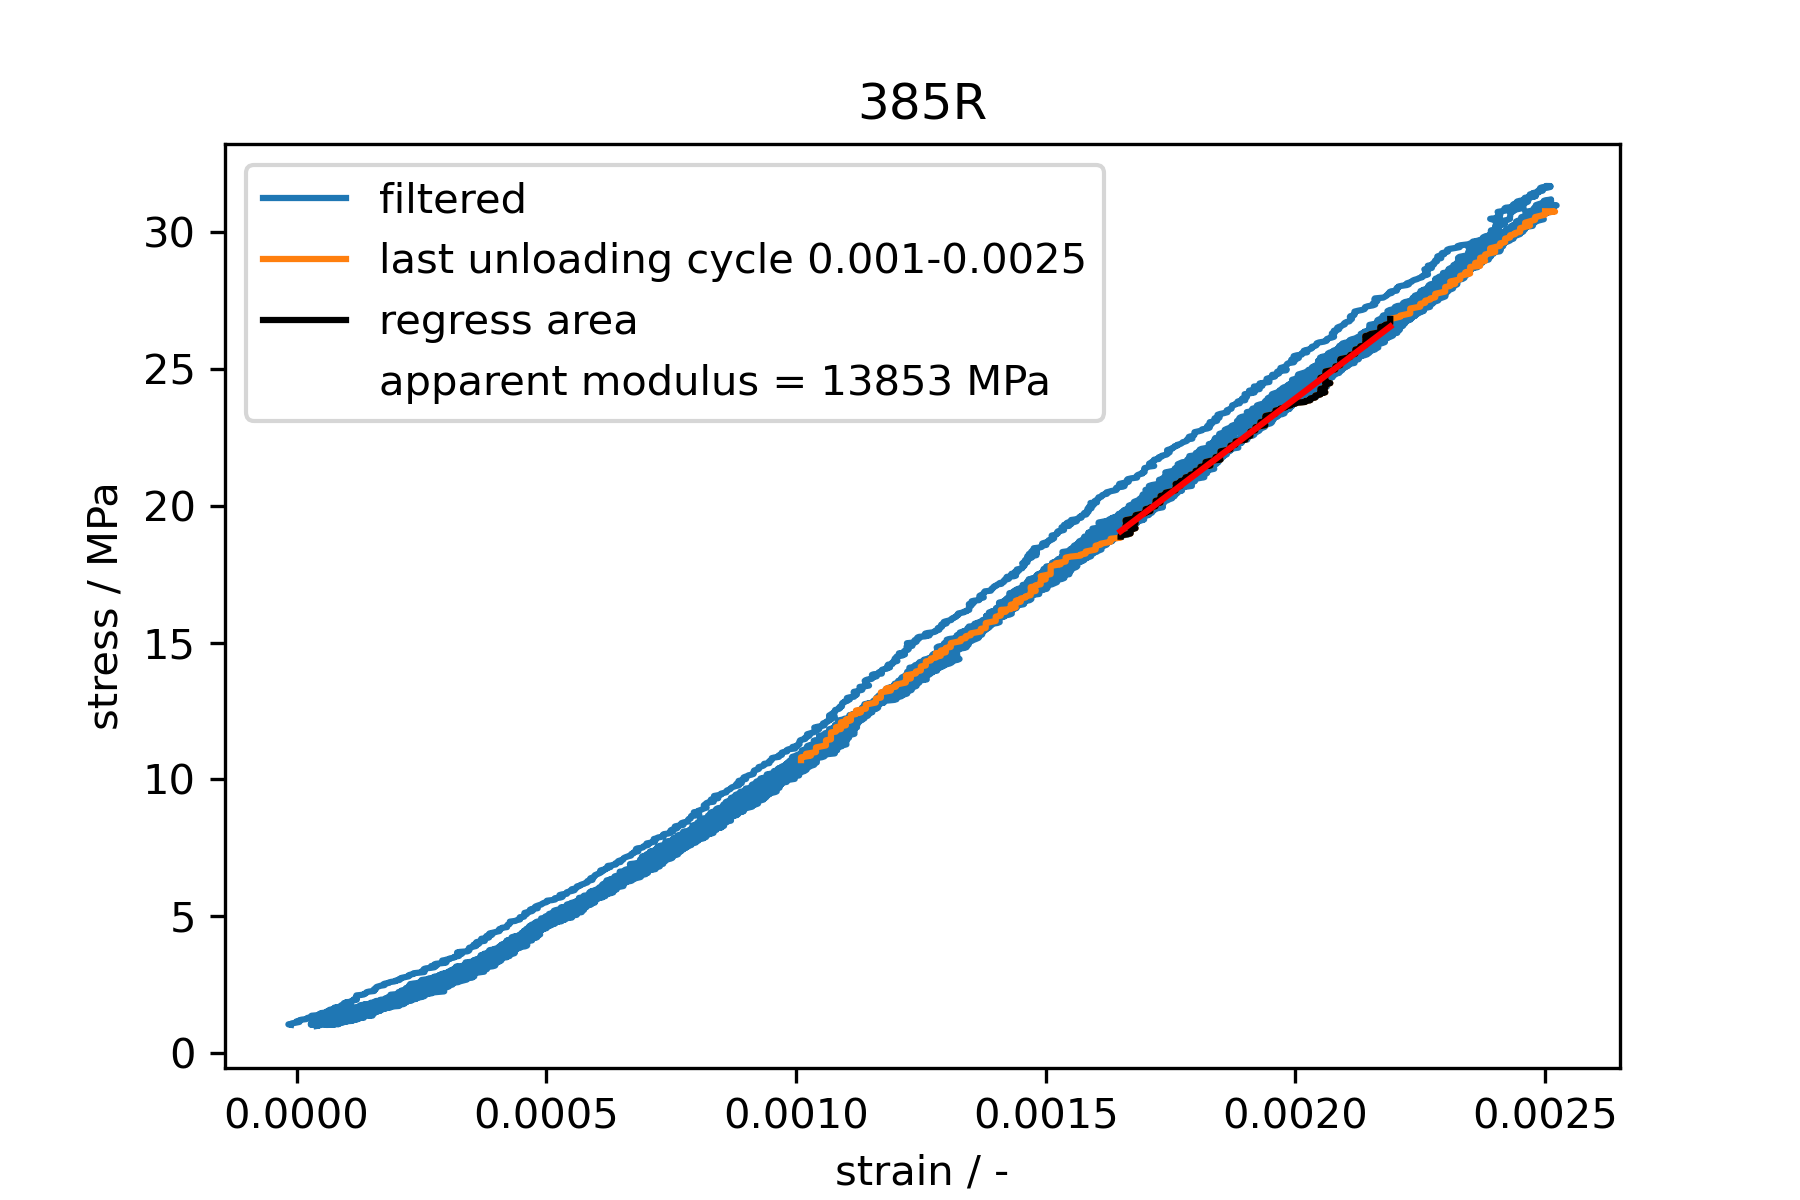 385R
filtered
last unloading cycle 0.001-0.0025
regress area
apparent modulus = 13853 MPa
stress / MPa
30
25
20
15
10
5
0
0.0000 0.0005 0.0010 0.0015 0.0020 0.0025
strain / -